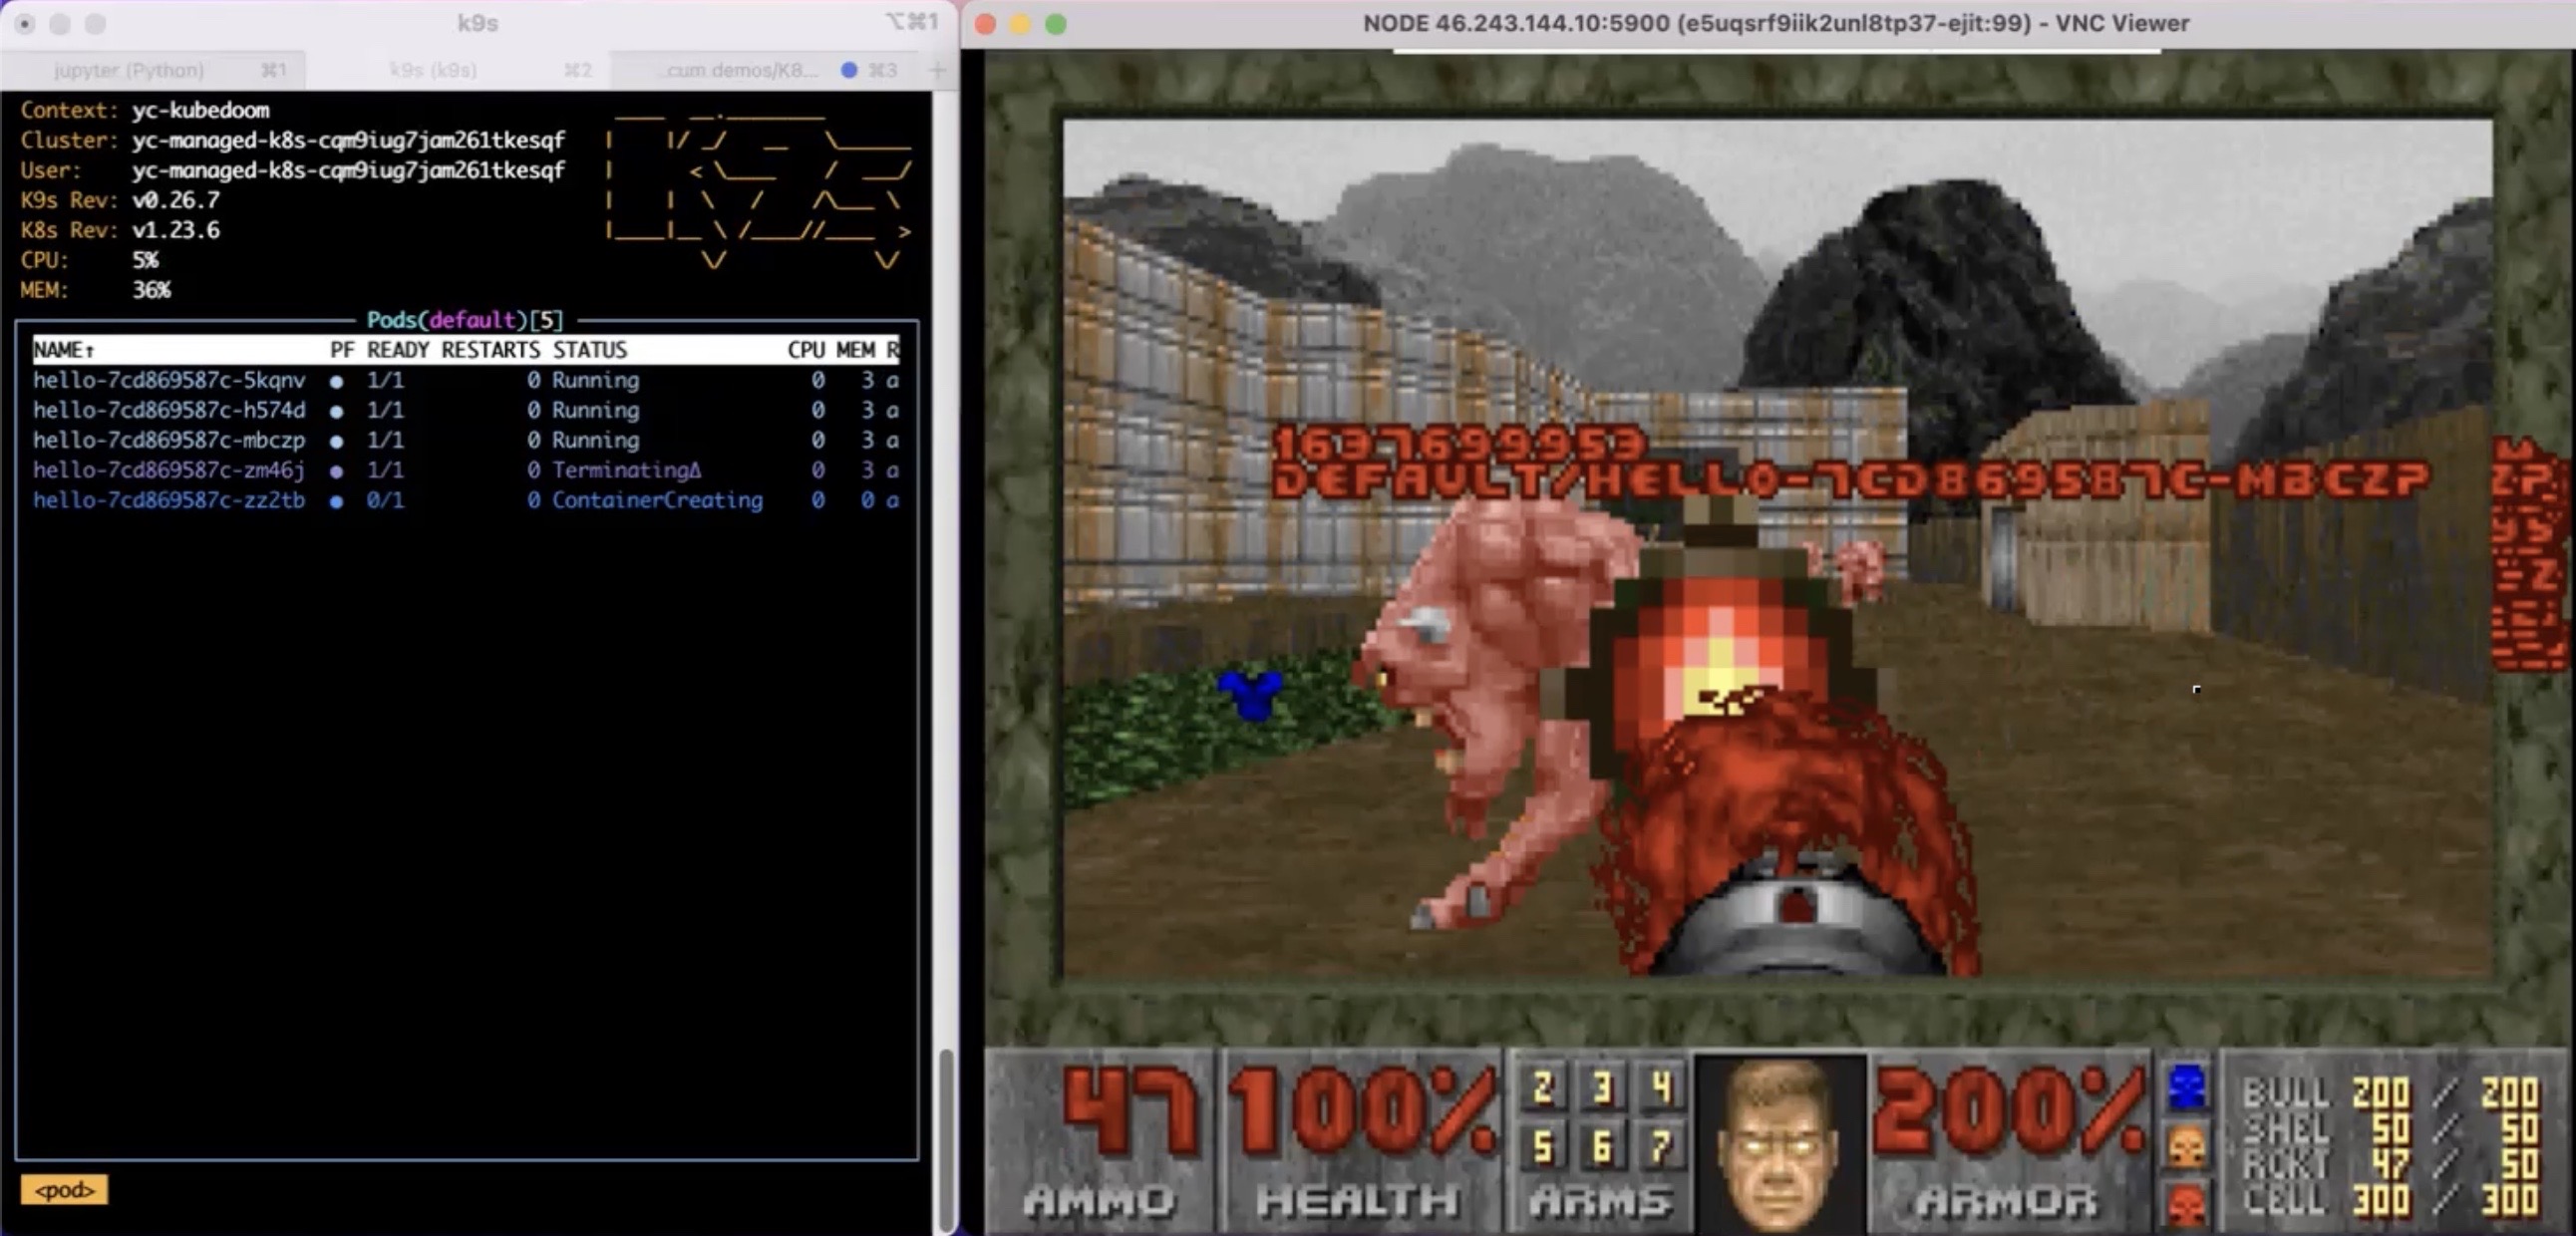 k9s
⌥⌘1
jupyter (Python) ⌘1
k9s (k9s) ⌘2
...cum demos/K8... ⌘3
+
Context: yc-kubedoom
Cluster: yc-managed-k8s-cqm9iug7jam261tkesqf
User: yc-managed-k8s-cqm9iug7jam261tkesqf
K9s Rev: v0.26.7
K8s Rev: v1.23.6
CPU: 5%
MEM: 36%
Pods(default)[5]
NAME↑ PF READY RESTARTS STATUS CPU MEM R
hello-7cd869587c-5kqnv ● 1/1 0 Running 0 3 a
hello-7cd869587c-h574d ● 1/1 0 Running 0 3 a
hello-7cd869587c-mbczp ● 1/1 0 Running 0 3 a
hello-7cd869587c-zm46j ● 1/1 0 TerminatingΔ 0 3 a
hello-7cd869587c-zz2tb ● 0/1 0 ContainerCreating 0 0 a
<pod>
NODE 46.243.144.10:5900 (e5uqsrf9iik2unl8tp37-ejit:99) - VNC Viewer
1637699953
DEFAULT/HELLO-7CD869587C-MBCZP
47 100% 2 3 4 200%
5 6 7
AMMO HEALTH ARMS ARMOR
BULL 200 / 200
SHEL 50 / 50
RCKT 47 / 50
CELL 300 / 300